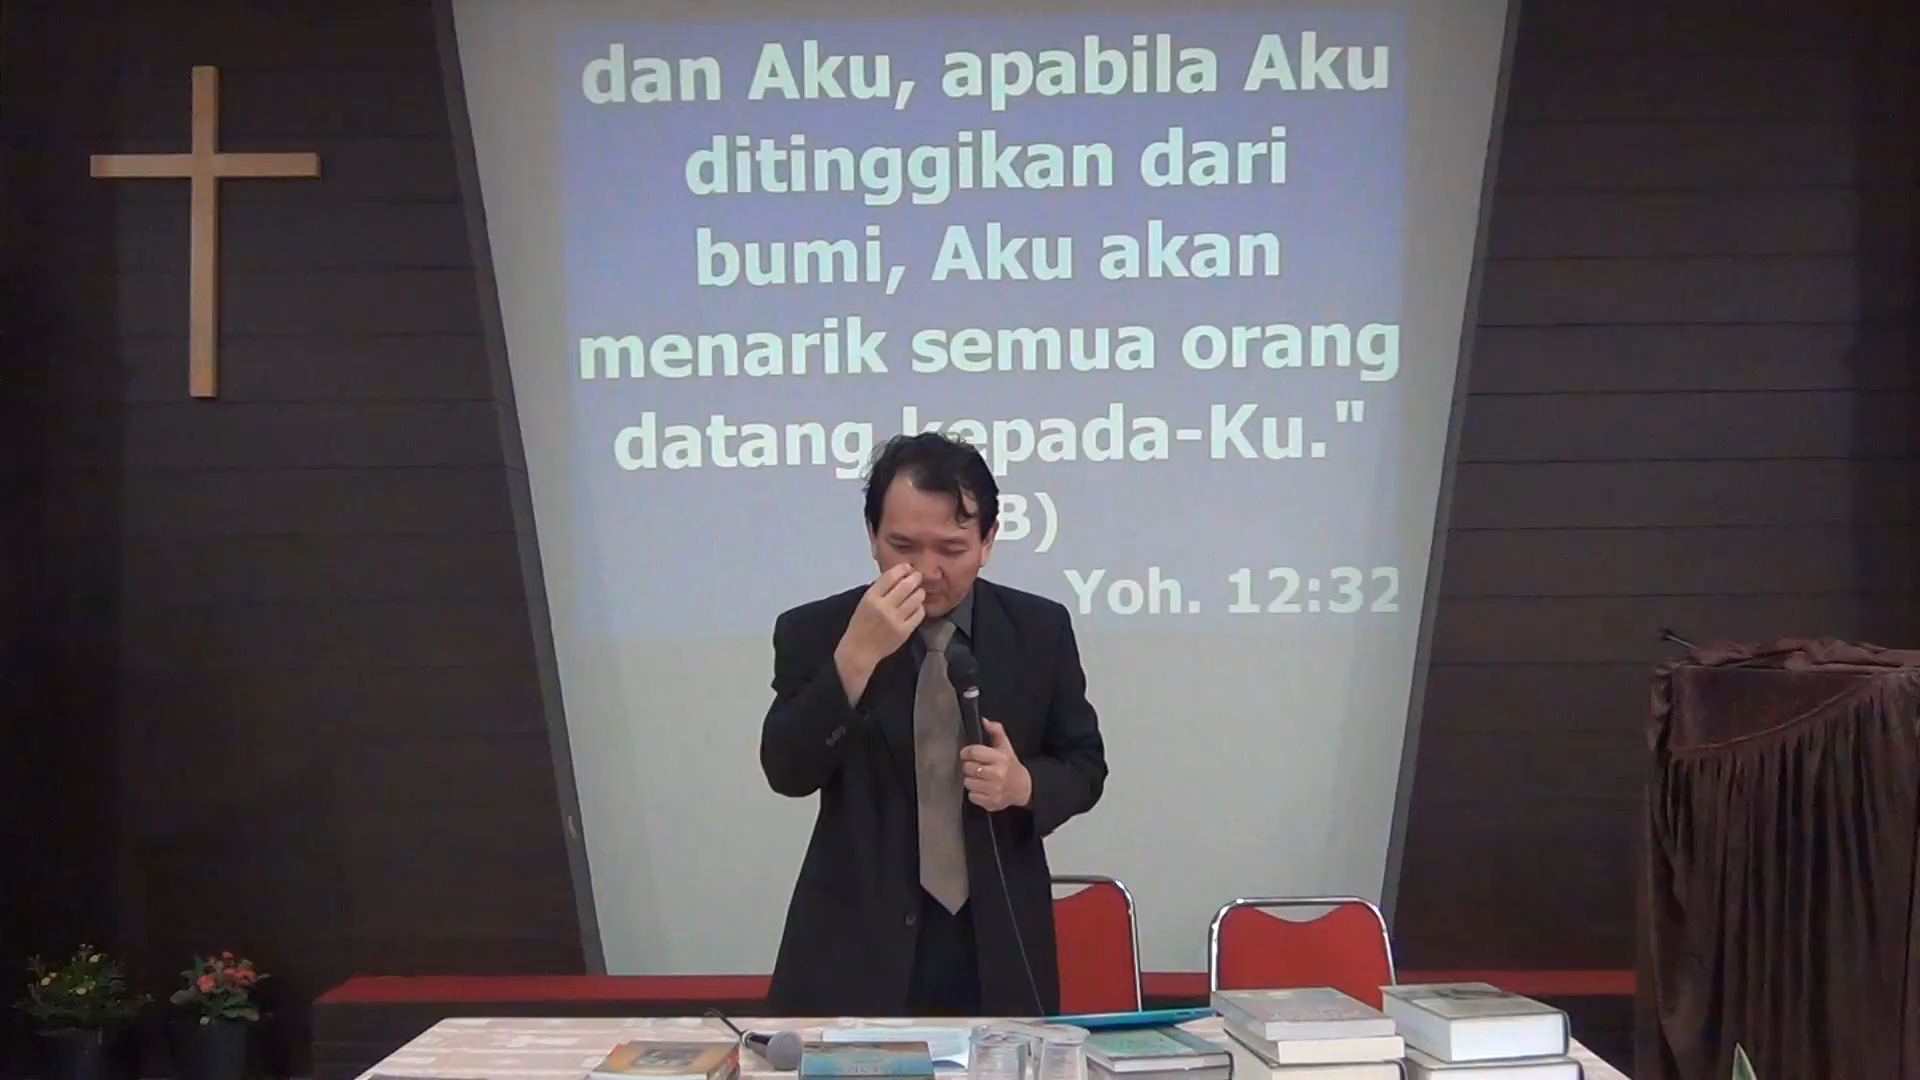 dan Aku, apabila Aku
ditinggikan dari
bumi, Aku akan
menarik semua orang
datang kepada-Ku."
B)
Yoh. 12:32